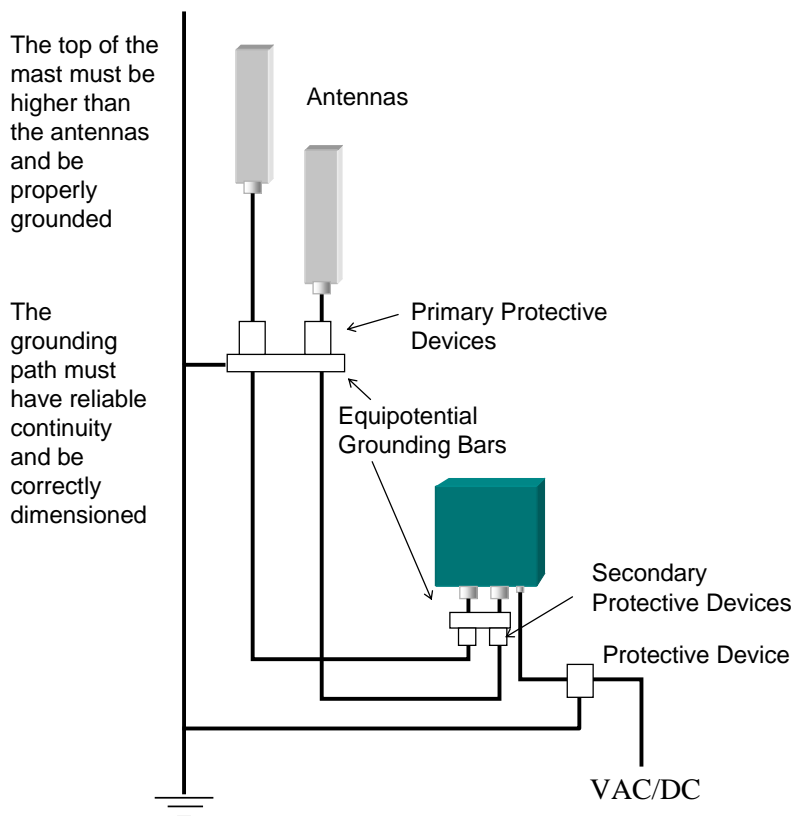 The top of the
mast must be
higher than
the antennas
and be
properly
grounded
Antennas
The
grounding
path must
have reliable
continuity
and be
correctly
dimensioned
Primary Protective
Devices
Equipotential
Grounding Bars
Secondary
Protective Devices
Protective Device
VAC/DC